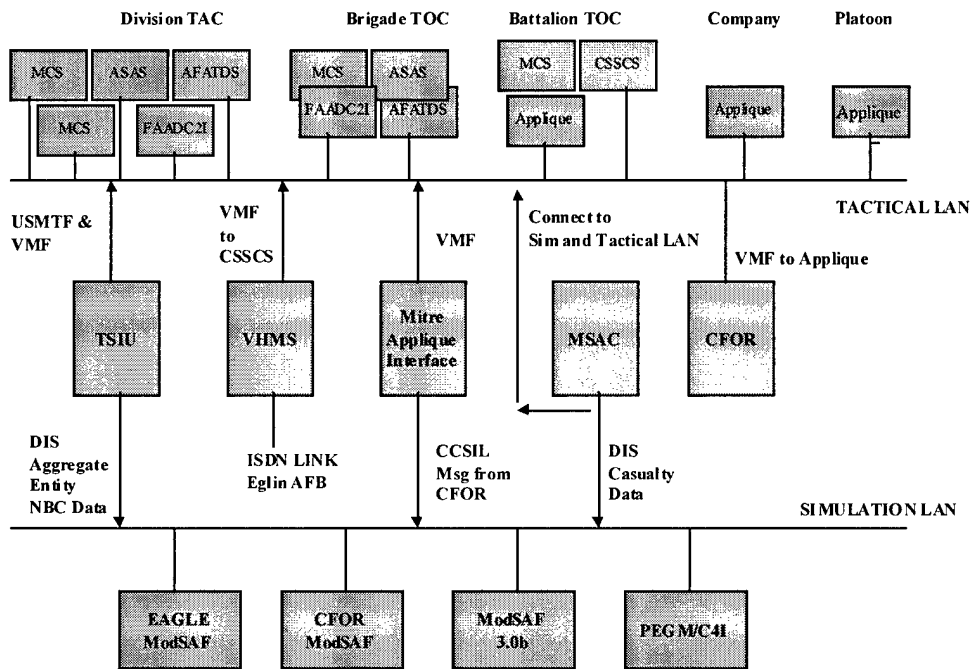 Division TAC
Brigade TOC
Battalion TOC
Company
Platoon
MCS
ASAS
AFATDS
MCS
FAADC2I
MCS
ASAS
FAADC2I
AFATDS
MCS
CSSCS
Applique
Applique
Applique
TACTICAL LAN
USMTF &
VMF
VMF
to
CSSCS
VMF
Connect to
Sim and Tactical LAN
VMF to Applique
TSIU
VHMS
Mitre
Applique
Interface
MSAC
CFOR
DIS
Aggregate
Entity
NBC Data
ISDN LINK
Eglin AFB
CCSIL
Msg from
CFOR
DIS
Casualty
Data
SIMULATION LAN
EAGLE
ModSAF
CFOR
ModSAF
ModSAF
3.0b
PEGM/C4I